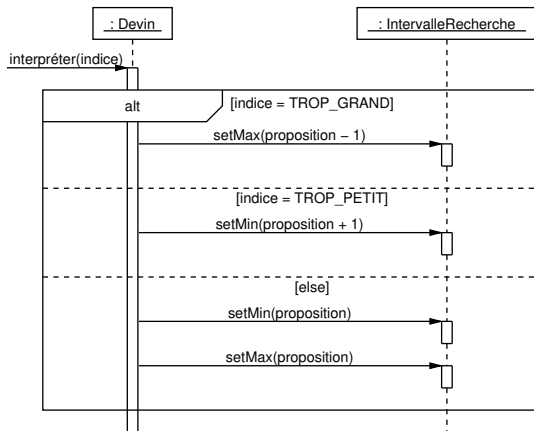 : Devin
: IntervalleRecherche
interpréter(indice)
alt
[indice = TROP_GRAND]
setMax(proposition − 1)
[indice = TROP_PETIT]
setMin(proposition + 1)
[else]
setMin(proposition)
setMax(proposition)